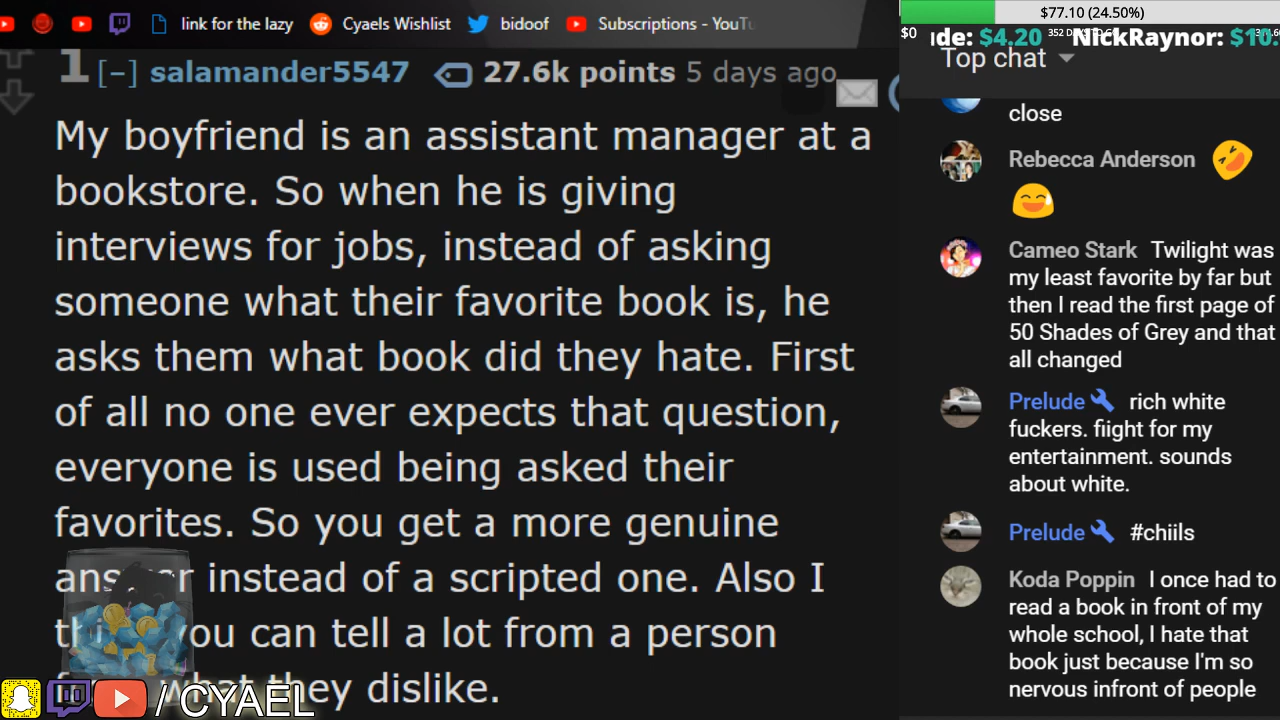 link for the lazy
Cyaels Wishlist
bidoof
Subscriptions - YouTu
$77.10 (24.50%)
$0
de: $4.20
NickRaynor: $10.
Top chat
1 [–] salamander5547 27.6k points 5 days ago
My boyfriend is an assistant manager at a
bookstore. So when he is giving
interviews for jobs, instead of asking
someone what their favorite book is, he
asks them what book did they hate. First
of all no one ever expects that question,
everyone is used being asked their
favorites. So you get a more genuine
answer instead of a scripted one. Also I
you can tell a lot from a person
what they dislike.
/CYAEL
close
Rebecca Anderson
Cameo Stark Twilight was
my least favorite by far but
then I read the first page of
50 Shades of Grey and that
all changed
Prelude rich white
fuckers. fiight for my
entertainment. sounds
about white.
Prelude #chiils
Koda Poppin I once had to
read a book in front of my
whole school, I hate that
book just because I'm so
nervous infront of people